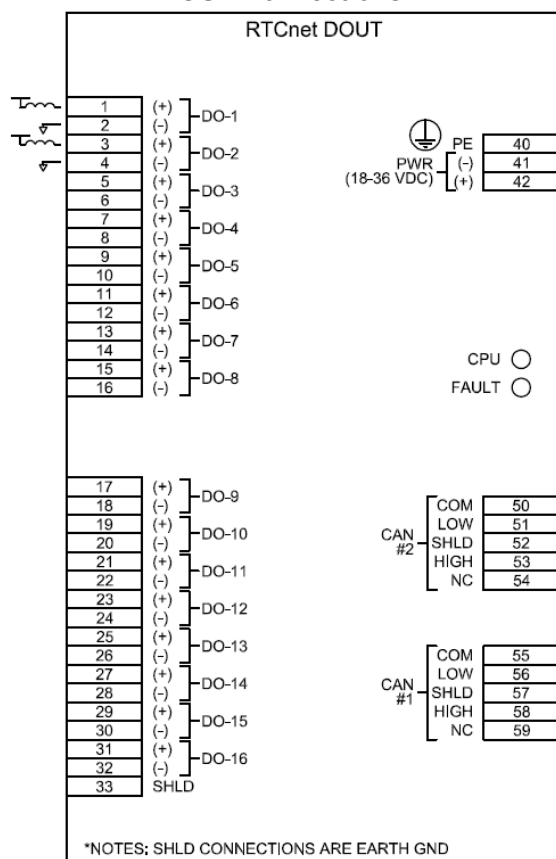 RTCnet DOUT
1 (+)
2 (-) DO-1
3 (+)
4 (-) DO-2
5 (+)
6 (-) DO-3
7 (+)
8 (-) DO-4
9 (+)
10 (-) DO-5
11 (+)
12 (-) DO-6
13 (+)
14 (-) DO-7
15 (+)
16 (-) DO-8
PE 40
PWR (-) 41
(18-36 VDC) (+) 42
CPU
FAULT
17 (+)
18 (-) DO-9
19 (+)
20 (-) DO-10
21 (+)
22 (-) DO-11
23 (+)
24 (-) DO-12
25 (+)
26 (-) DO-13
27 (+)
28 (-) DO-14
29 (+)
30 (-) DO-15
31 (+)
32 (-) DO-16
33 SHLD
CAN
#2
COM 50
LOW 51
SHLD 52
HIGH 53
NC 54
CAN
#1
COM 55
LOW 56
SHLD 57
HIGH 58
NC 59
*NOTES; SHLD CONNECTIONS ARE EARTH GND